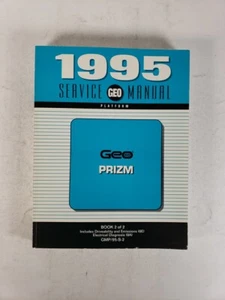 1995
SERVICE GEO MANUAL
PLATFORM
Geo
PRIZM
BOOK 2 of 2
Includes Driveability and Emissions (6E)
Electrical Diagnosis (8A)
GMP/95-S-2